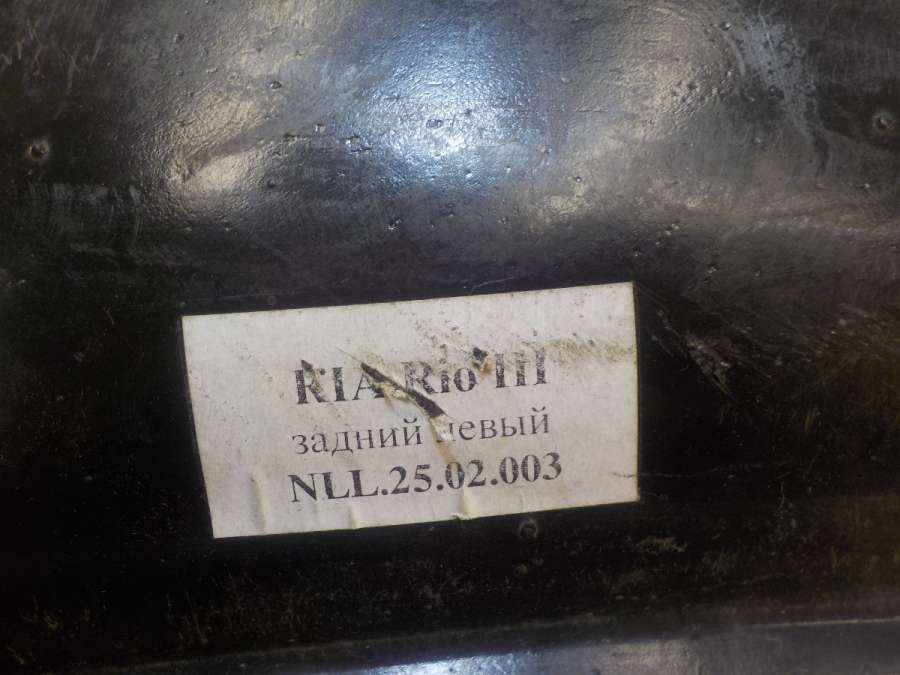 KIA Rio III
задний левый
NLL.25.02.003